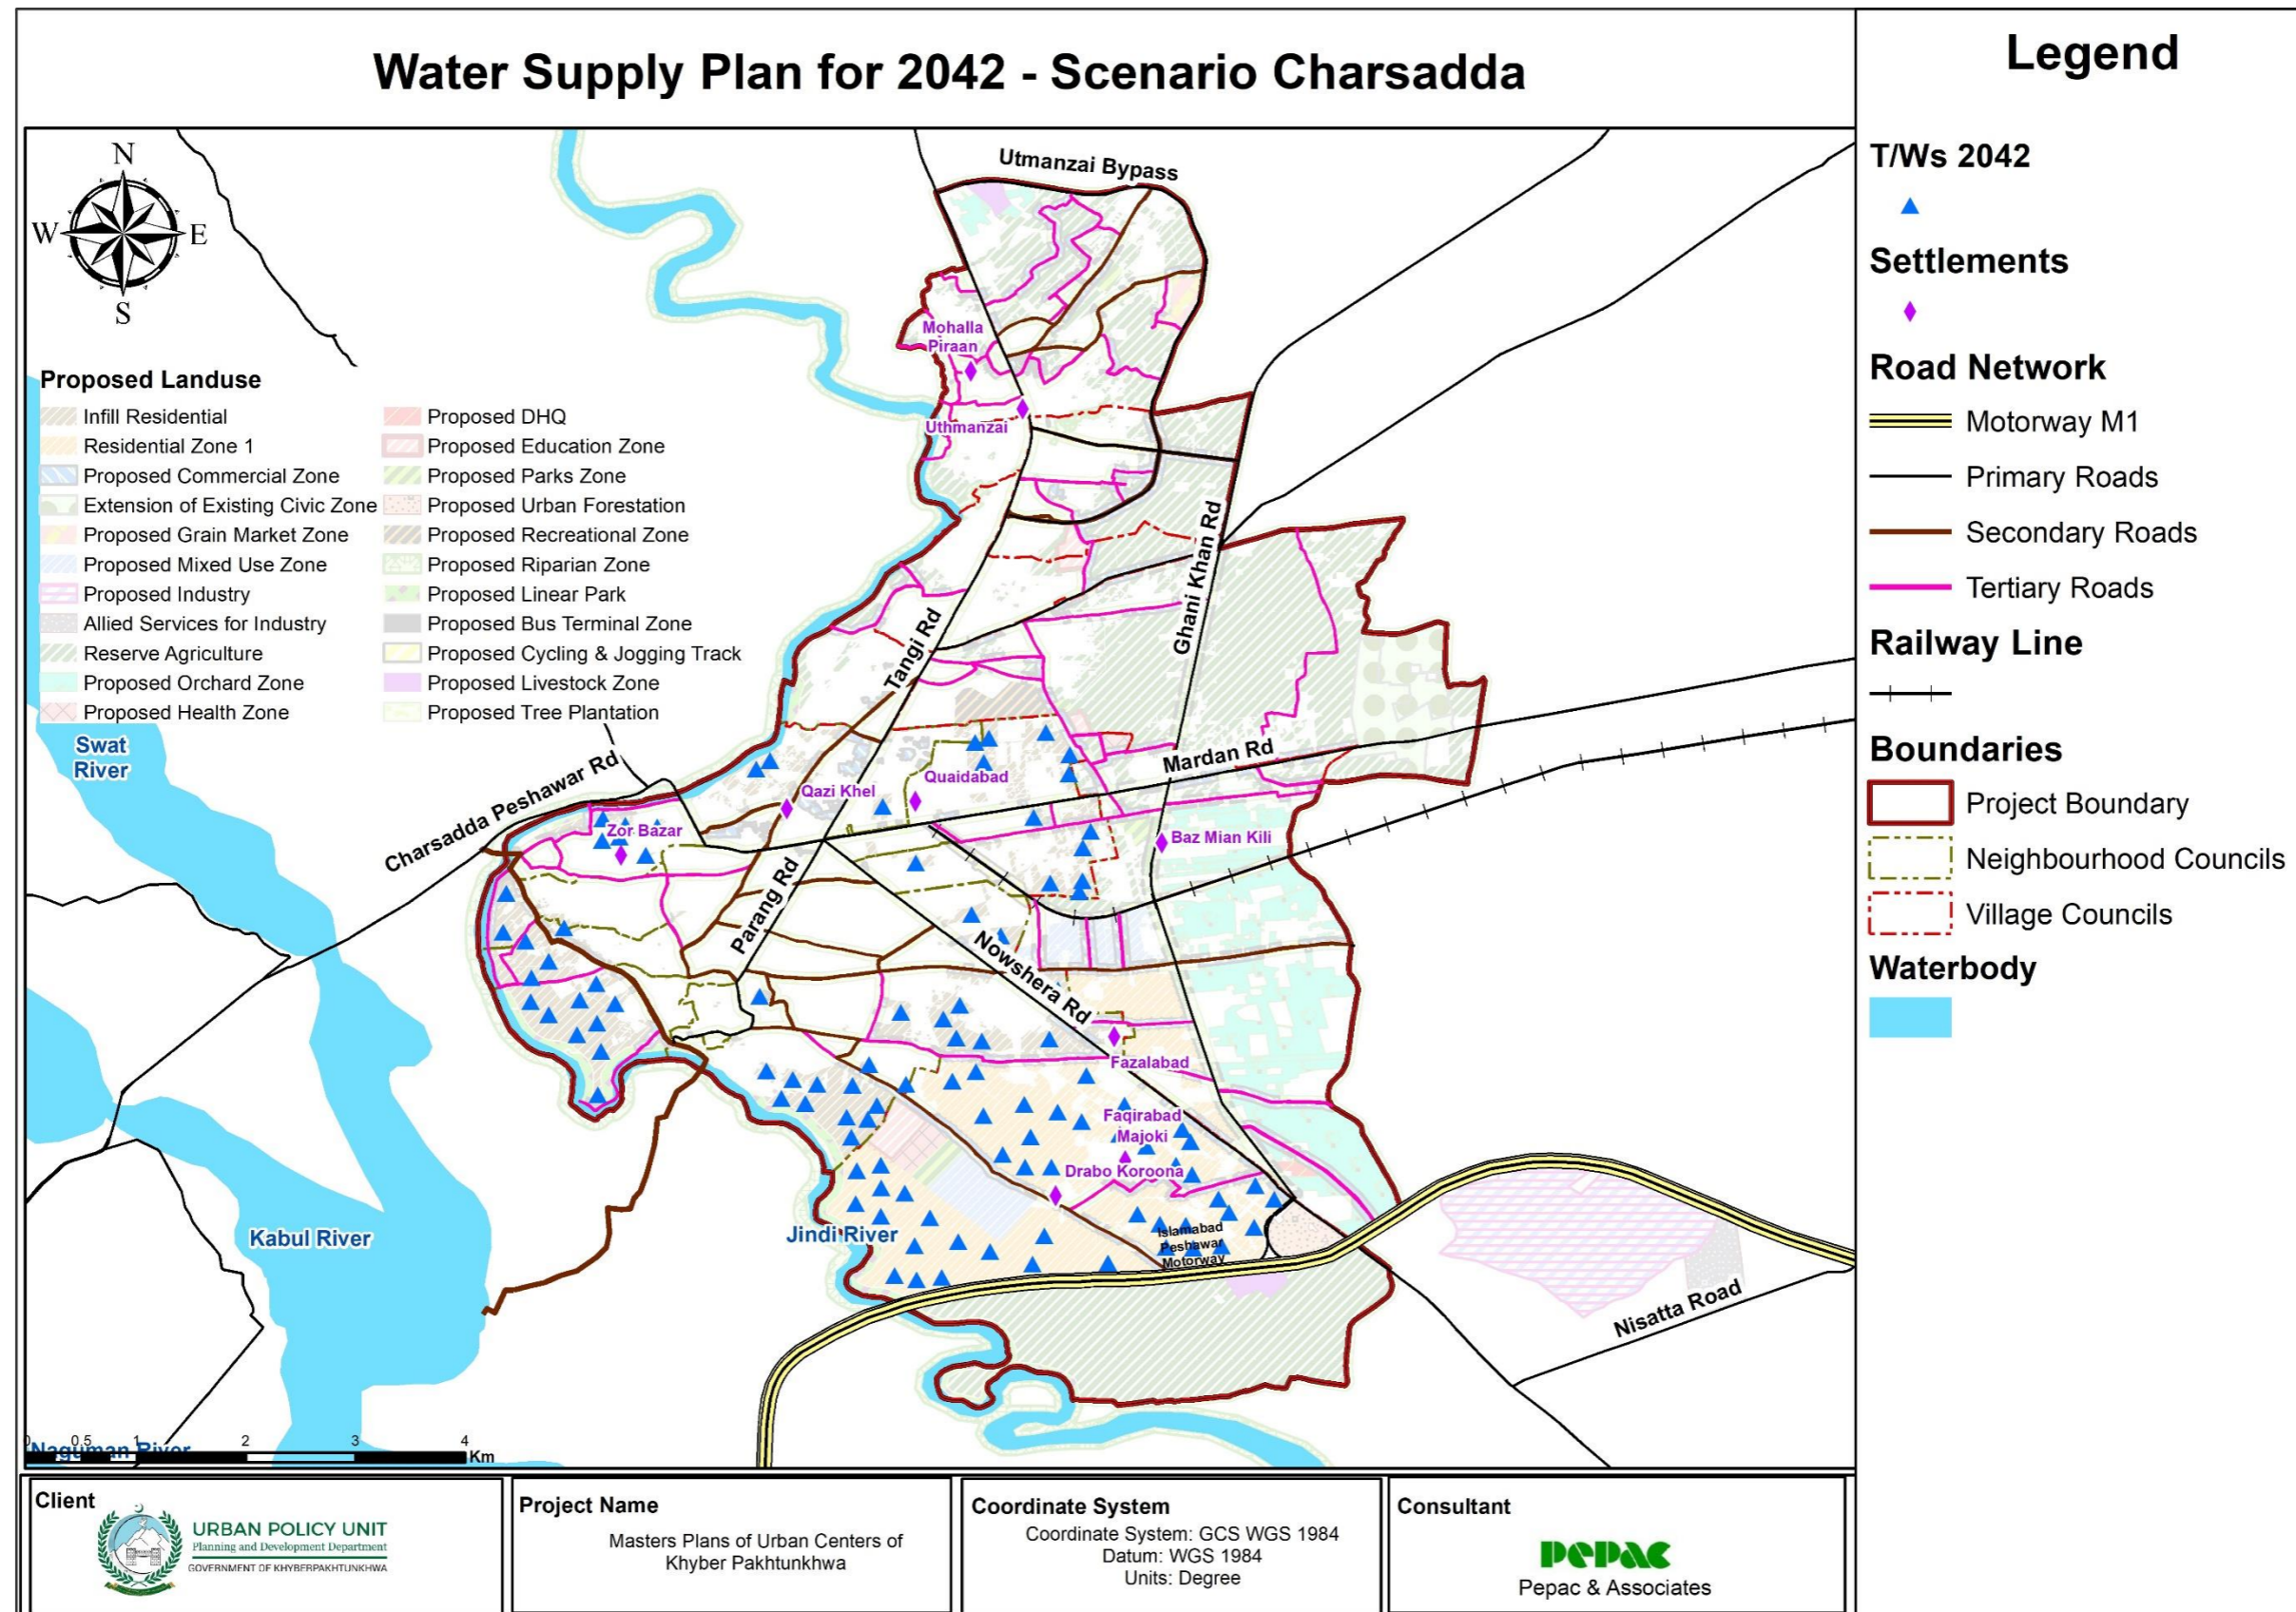 Water Supply Plan for 2042 - Scenario Charsadda
N
W
E
S
Utmanzai Bypass
Mohalla
Piraan
Uthmanzai
Proposed Landuse
Infill Residential
Residential Zone 1
Proposed Commercial Zone
Extension of Existing Civic Zone
Proposed Grain Market Zone
Proposed Mixed Use Zone
Proposed Industry
Allied Services for Industry
Reserve Agriculture
Proposed Orchard Zone
Proposed Health Zone
Proposed DHQ
Proposed Education Zone
Proposed Parks Zone
Proposed Urban Forestation
Proposed Recreational Zone
Proposed Riparian Zone
Proposed Linear Park
Proposed Bus Terminal Zone
Proposed Cycling & Jogging Track
Proposed Livestock Zone
Proposed Tree Plantation
Ghani Khan Rd
Tangi Rd
Swat
River
Charsadda Peshawar Rd
Mardan Rd
Quaidabad
Qazi Khel
Zor Bazar
Baz Mian Kili
Parang Rd
Nowshera Rd
Fazalabad
Faqirabad
Majoki
Drabo Koroona
Jindi River
Kabul River
Islamabad
Peshawar
Motorway
Nisatta Road
Naguman River
0 0.5 1 2 3 4
Km
Legend
T/Ws 2042
Settlements
Road Network
Motorway M1
Primary Roads
Secondary Roads
Tertiary Roads
Railway Line
Boundaries
Project Boundary
Neighbourhood Councils
Village Councils
Waterbody
Client
URBAN POLICY UNIT
Planning and Development Department
GOVERNMENT OF KHYBERPAKHTUNKHWA
Project Name
Masters Plans of Urban Centers of
Khyber Pakhtunkhwa
Coordinate System
Coordinate System: GCS WGS 1984
Datum: WGS 1984
Units: Degree
Consultant
PEPAC
Pepac & Associates